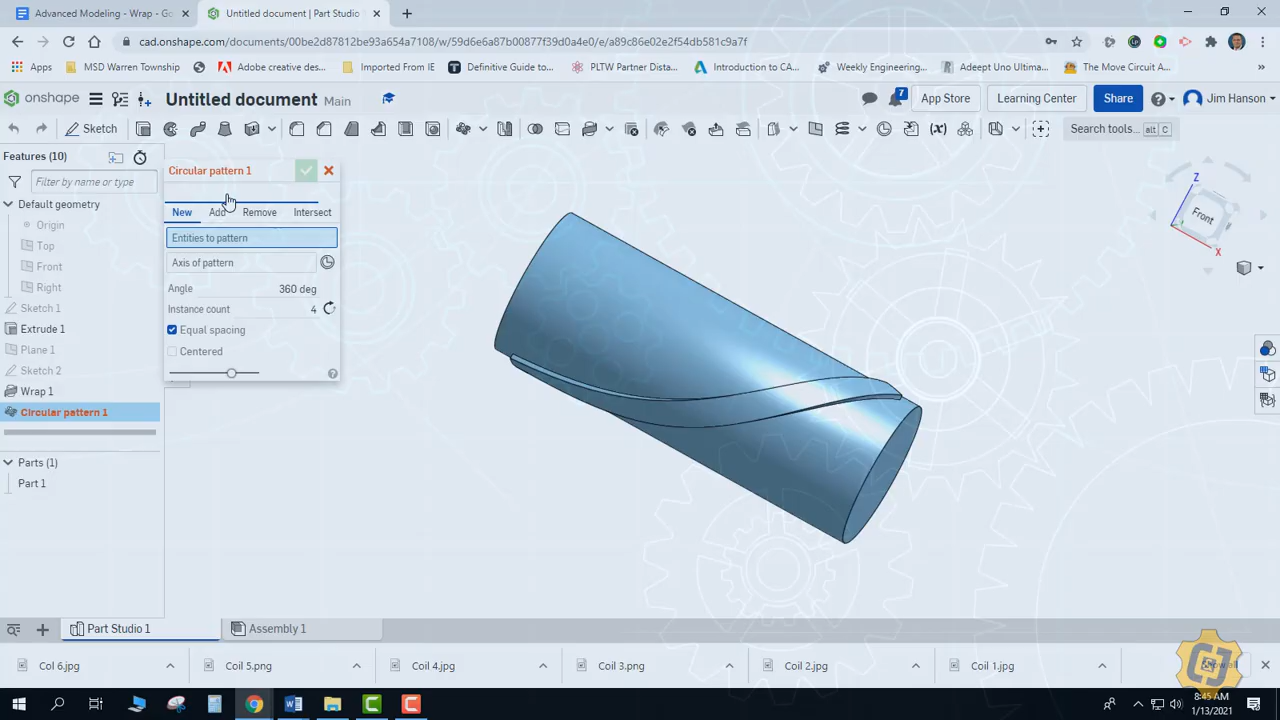 Advanced Modeling - Wrap - Go
Untitled document | Part Studio
cad.onshape.com/documents/00be2d87812be93a654a7108/w/59d6e6a87b00877f39d0a4e0/e/a89c86e02e2f54db581c9a7f
Apps
MSD Warren Township
Adobe creative des...
Imported From IE
Definitive Guide to...
PLTW Partner Dista...
Introduction to CA...
Weekly Engineering...
Adeept Uno Ultima...
The Move Circuit A...
onshape
Untitled document Main
7
App Store
Learning Center
Share
Jim Hanson
Sketch
Search tools... alt C
Features (10)
Filter by name or type
Default geometry
Origin
Top
Front
Right
Sketch 1
Extrude 1
Plane 1
Sketch 2
Wrap 1
Circular pattern 1
Parts (1)
Part 1
Circular pattern 1
New Add Remove Intersect
Entities to pattern
Axis of pattern
Angle 360 deg
Instance count 4
Equal spacing
Centered
Z
Front
X
Part Studio 1
Assembly 1
Col 6.jpg
Coil 5.png
Coil 4.jpg
Coil 3.png
Coil 2.jpg
Coil 1.jpg
Show all
8:45 AM
1/13/2021